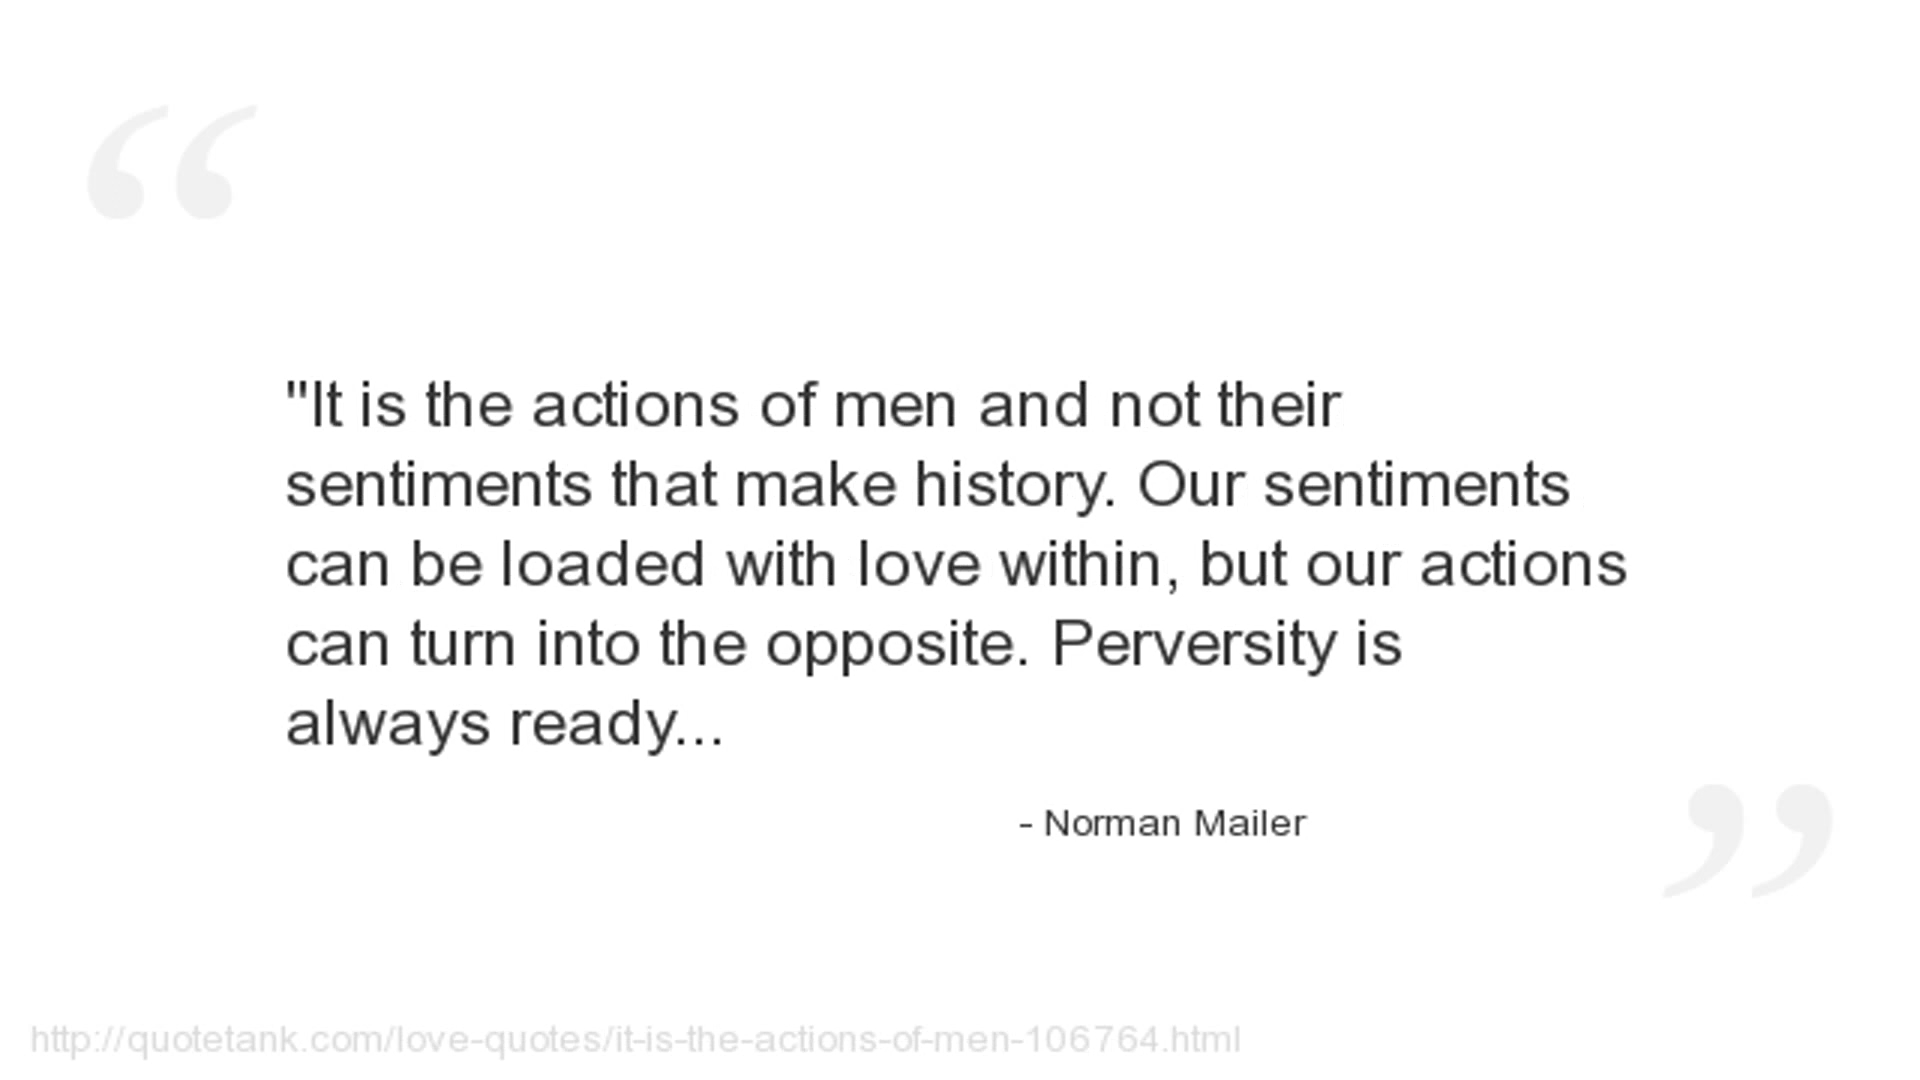 “
"It is the actions of men and not their
sentiments that make history. Our sentiments
can be loaded with love within, but our actions
can turn into the opposite. Perversity is
always ready...
- Norman Mailer
”
http://quotetank.com/love-quotes/it-is-the-actions-of-men-106764.html